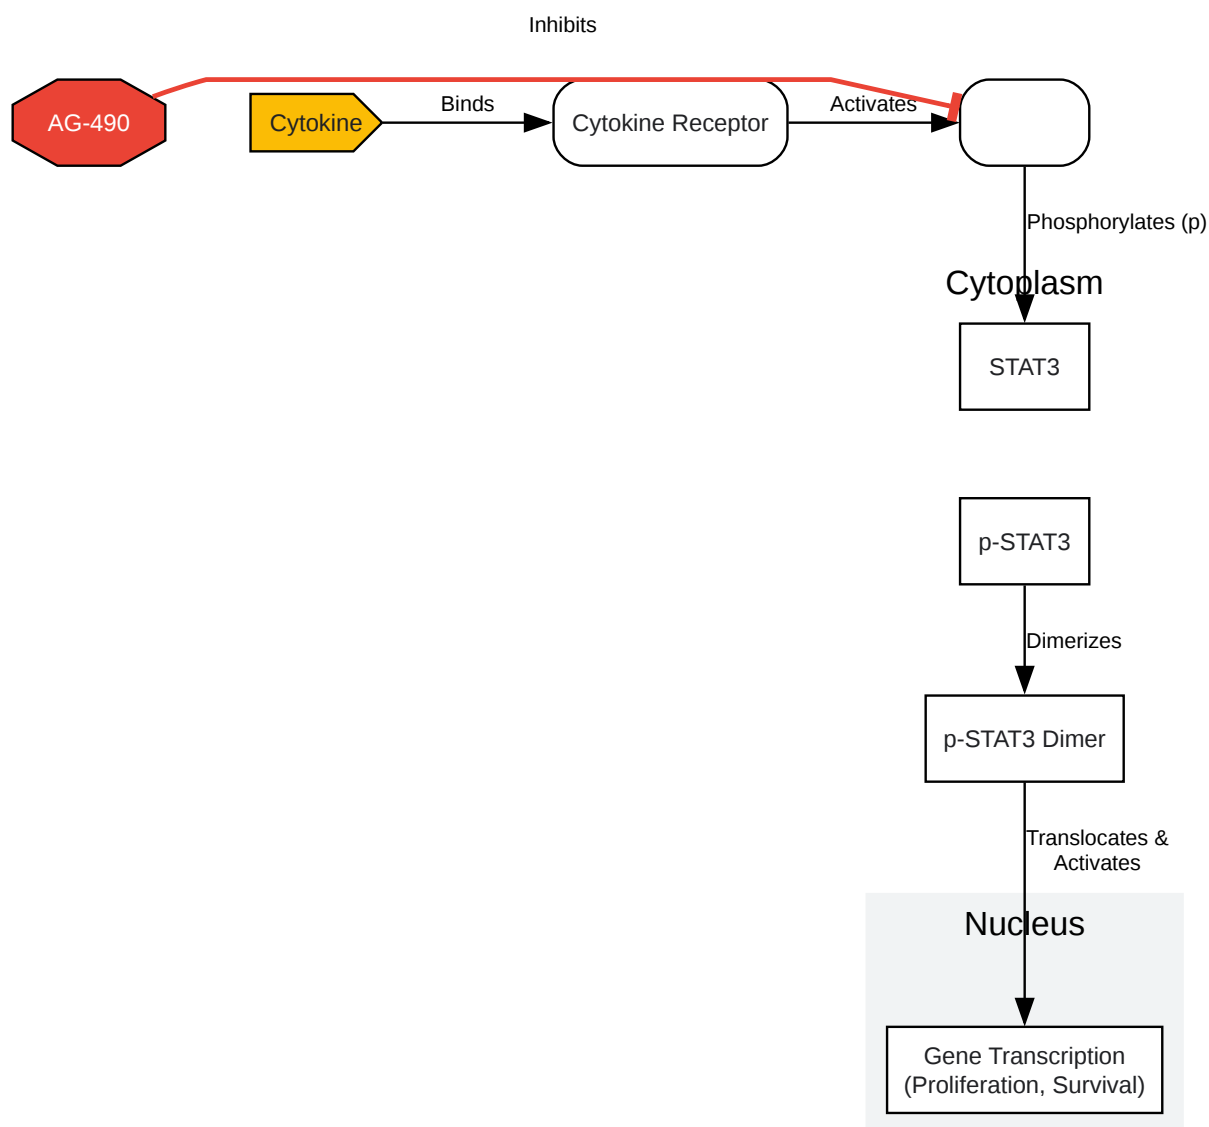 Inhibits
AG-490
Cytokine
Binds
Cytokine Receptor
Activates
Phosphorylates (p)
Cytoplasm
STAT3
p-STAT3
Dimerizes
p-STAT3 Dimer
Translocates &
Activates
Nucleus
Gene Transcription
(Proliferation, Survival)